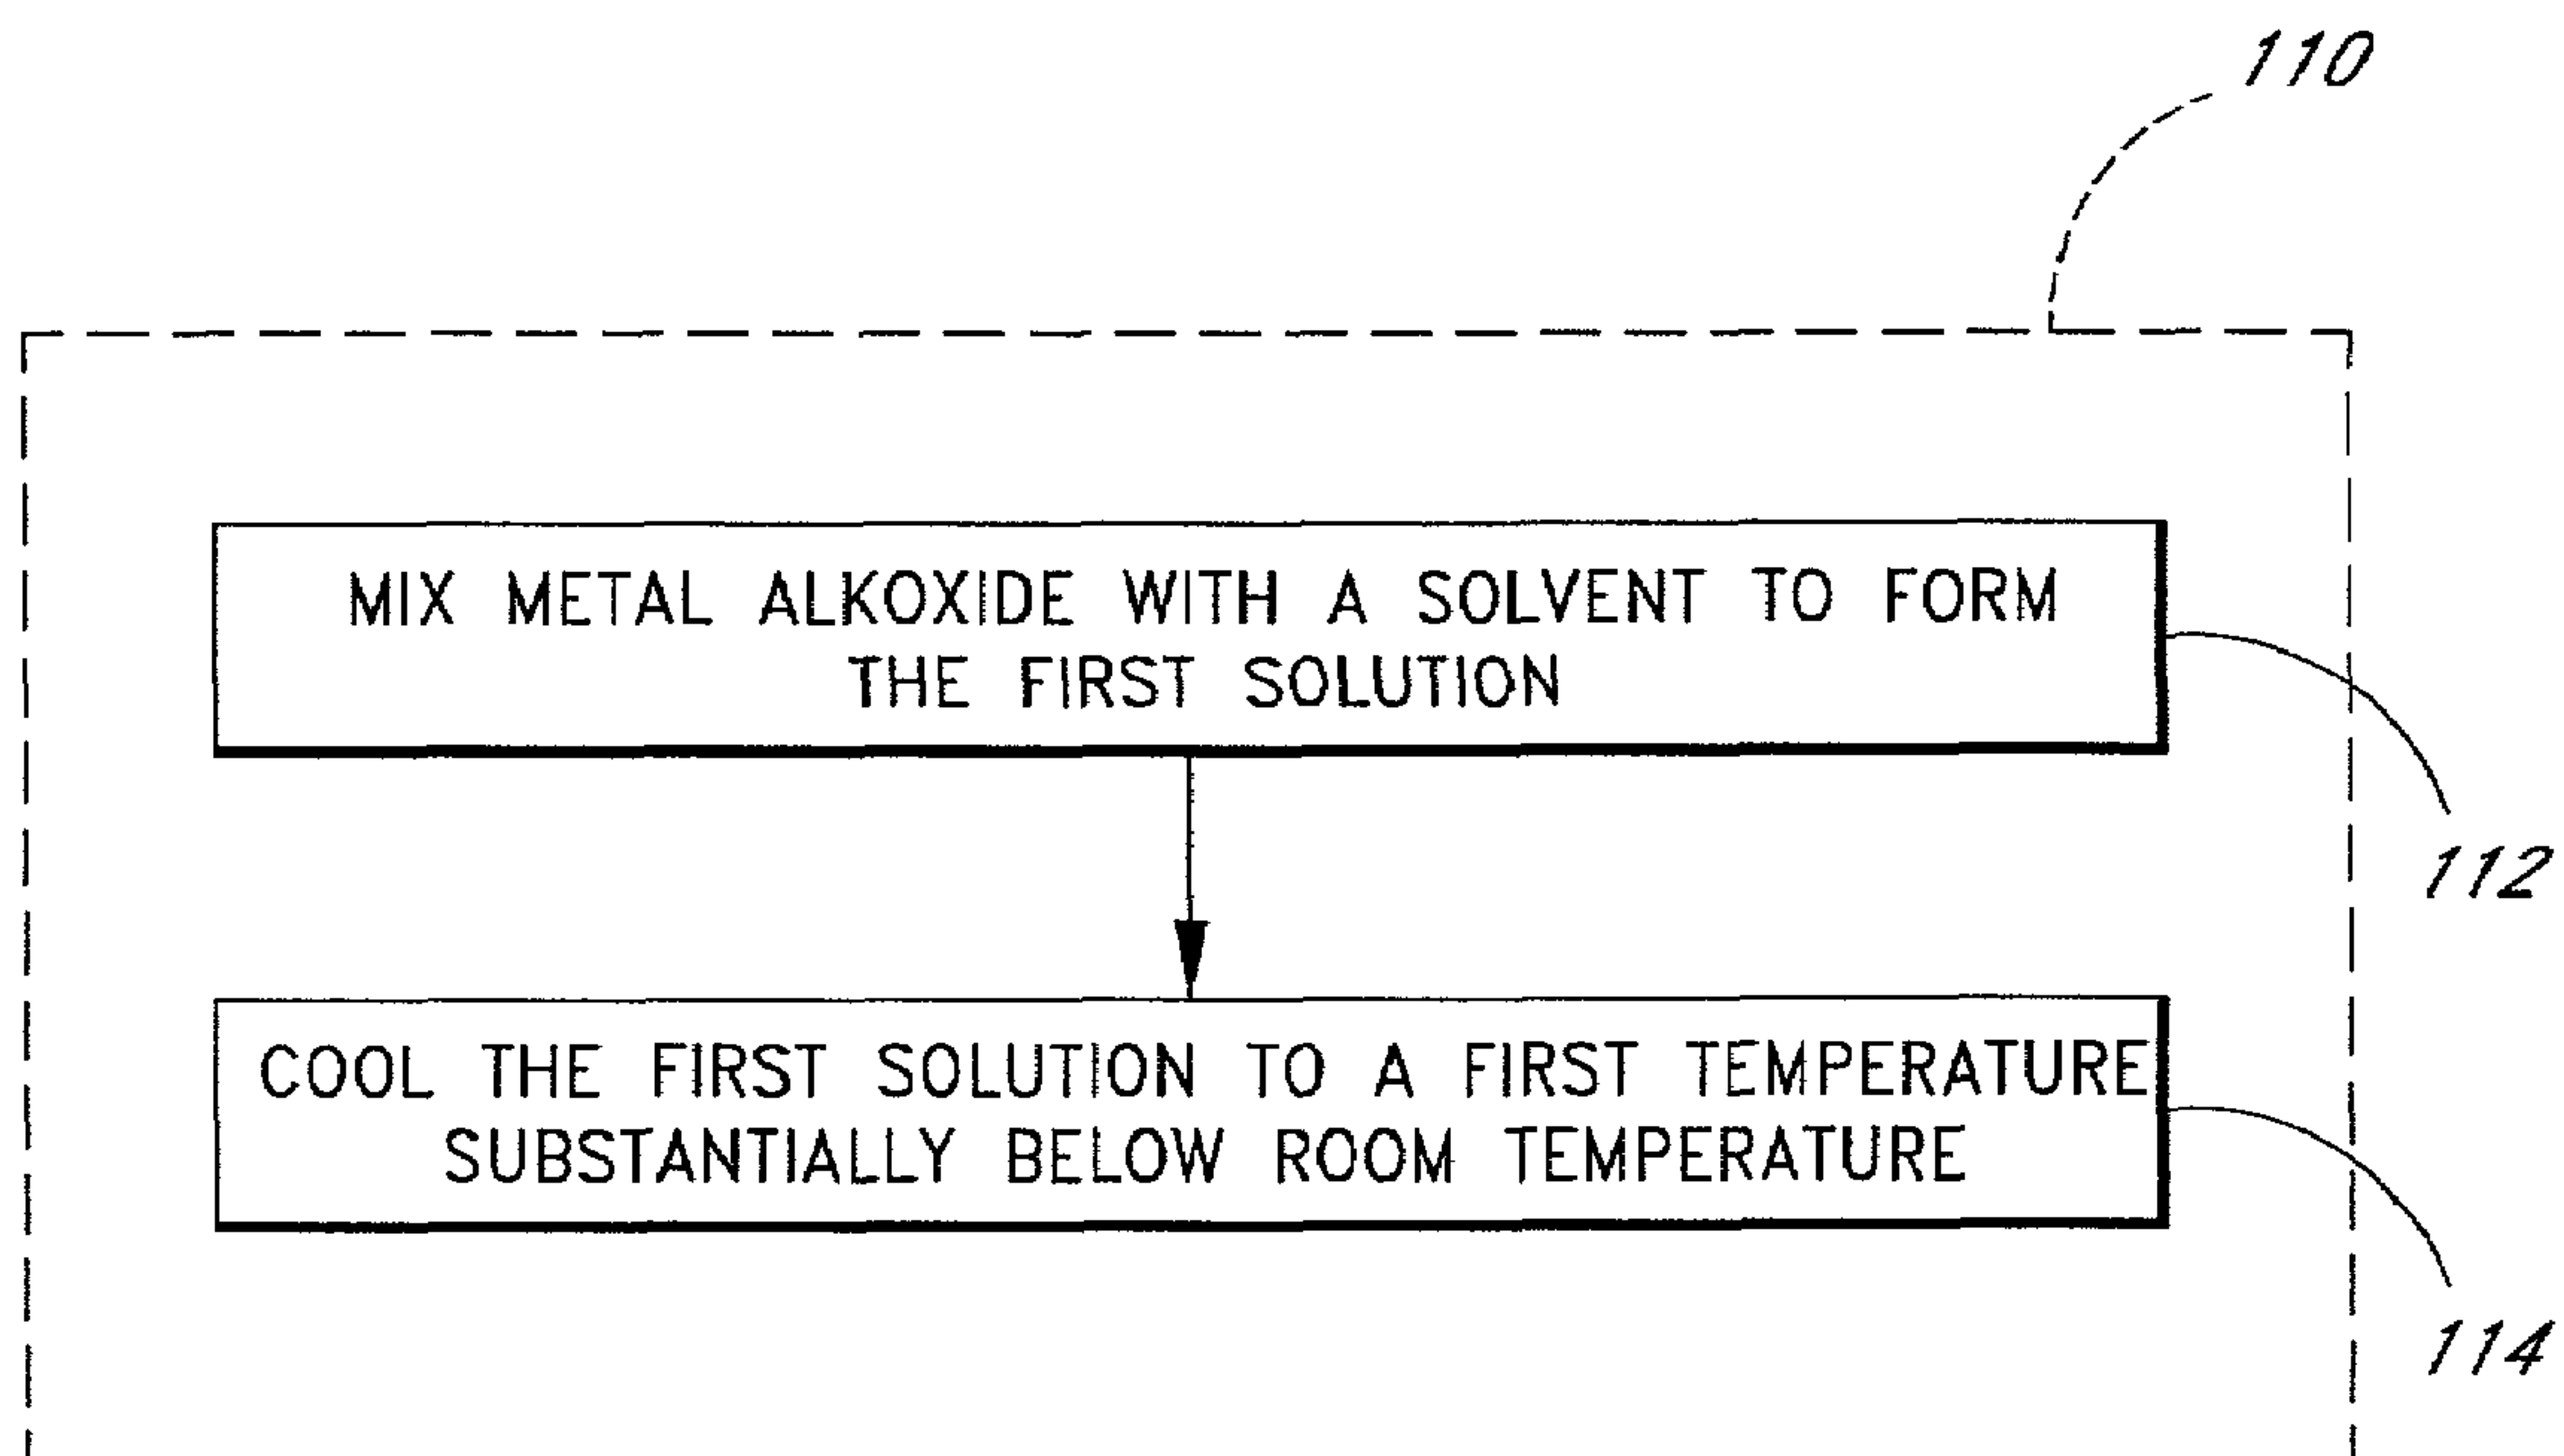 110
MIX METAL ALKOXIDE WITH A SOLVENT TO FORM
THE FIRST SOLUTION
112
COOL THE FIRST SOLUTION TO A FIRST TEMPERATURE
SUBSTANTIALLY BELOW ROOM TEMPERATURE
114